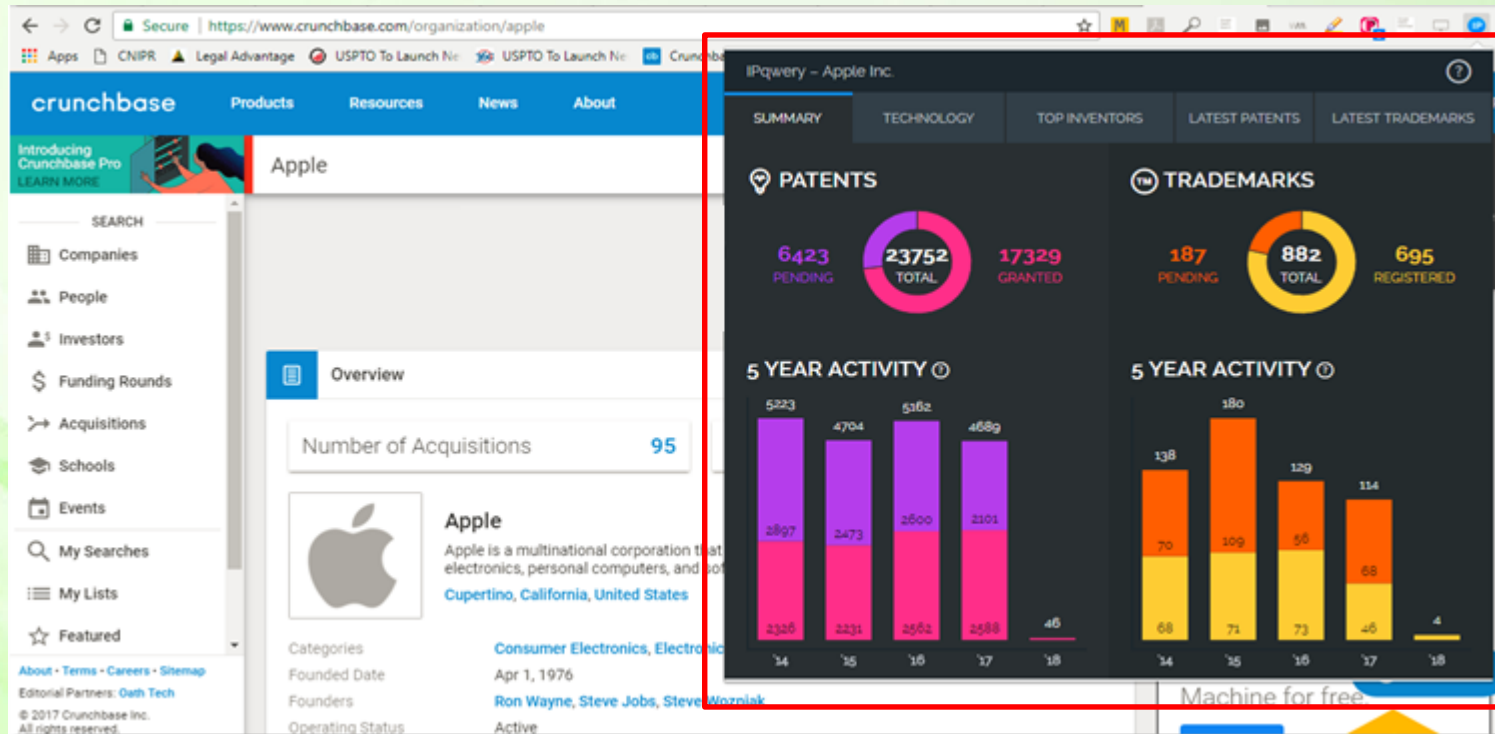 Secure | https://www.crunchbase.com/organization/apple
Apps CNIPR Legal Advantage USPTO To Launch Ne USPTO To Launch Ne
crunchbase Products Resources News About
Introducing
Crunchbase Pro
LEARN MORE
Apple
SEARCH
Companies
People
Investors
Funding Rounds
Acquisitions
Schools
Events
My Searches
My Lists
Featured
About • Terms • Careers • Sitemap
Editorial Partners: Oath Tech
© 2017 Crunchbase Inc.
All rights reserved.
Overview
Number of Acquisitions 95
Apple
Apple is a multinational corporation that
electronics, personal computers, and
Cupertino, California, United States
Categories Consumer Electronics,
Founded Date Apr 1, 1976
Founders Ron Wayne, Steve Jobs, Steve Wozniak
Operating Status Active
IPqwery – Apple Inc.
SUMMARY TECHNOLOGY TOP INVENTORS LATEST PATENTS LATEST TRADEMARKS
PATENTS
6423
PENDING
23752
TOTAL
17329
GRANTED
5 YEAR ACTIVITY
5223 4704 5162 4689
2897 2473 2600 2101
2326 2231 2562 2588 46
'14 '15 '16 '17 '18
TM TRADEMARKS
187
PENDING
882
TOTAL
695
REGISTERED
5 YEAR ACTIVITY
138 180 129 114
70 109 56 68
68 71 73 46 4
'14 '15 '16 '17 '18
Machine for free.